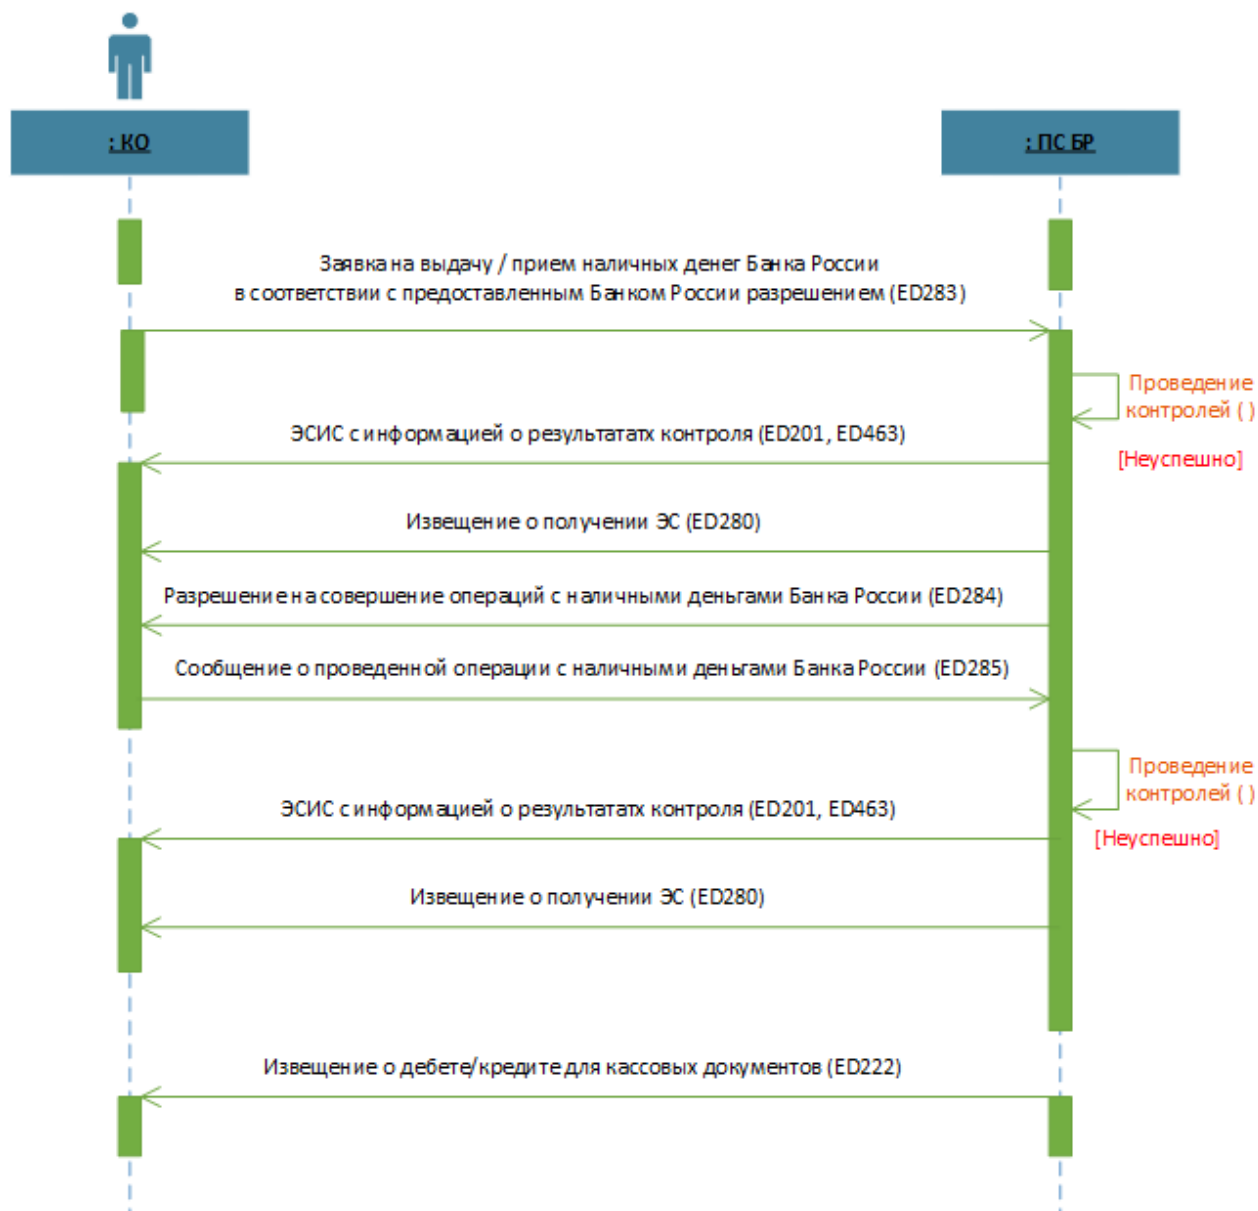 : КО
: ПС БР
Заявка на выдачу / прием наличных денег Банка России
в соответствии с предоставленным Банком России разрешением (ED283)
Проведение
контролей ( )
ЭСИС с информацией о результататх контроля (ED201, ED463)
[Неуспешно]
Извещение о получении ЭС (ED280)
Разрешение на совершение операций с наличными деньгами Банка России (ED284)
Сообщение о проведенной операции с наличными деньгами Банка России (ED285)
Проведение
контролей ( )
ЭСИС с информацией о результататх контроля (ED201, ED463)
[Неуспешно]
Извещение о получении ЭС (ED280)
Извещение о дебете/кредите для кассовых документов (ED222)